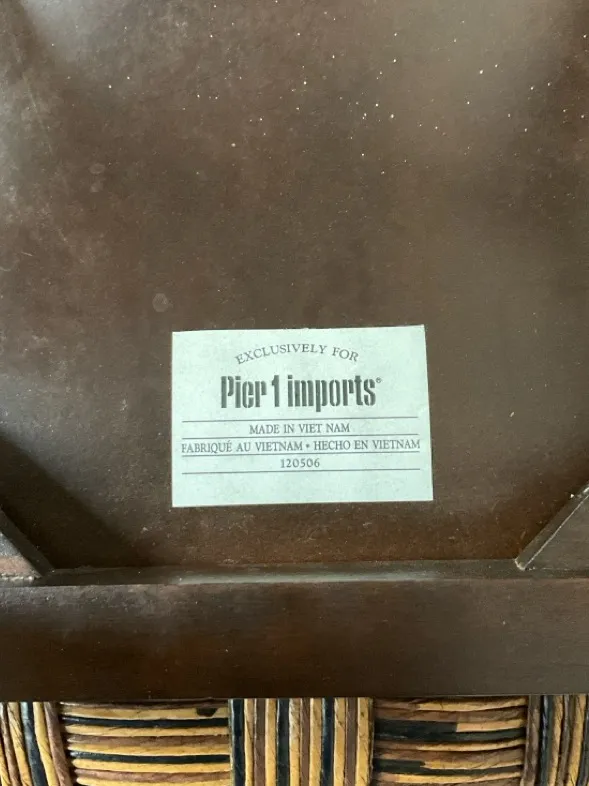 EXCLUSIVELY FOR
Pier 1 imports®
MADE IN VIET NAM
FABRIQUÉ AU VIETNAM • HECHO EN VIETNAM
120506